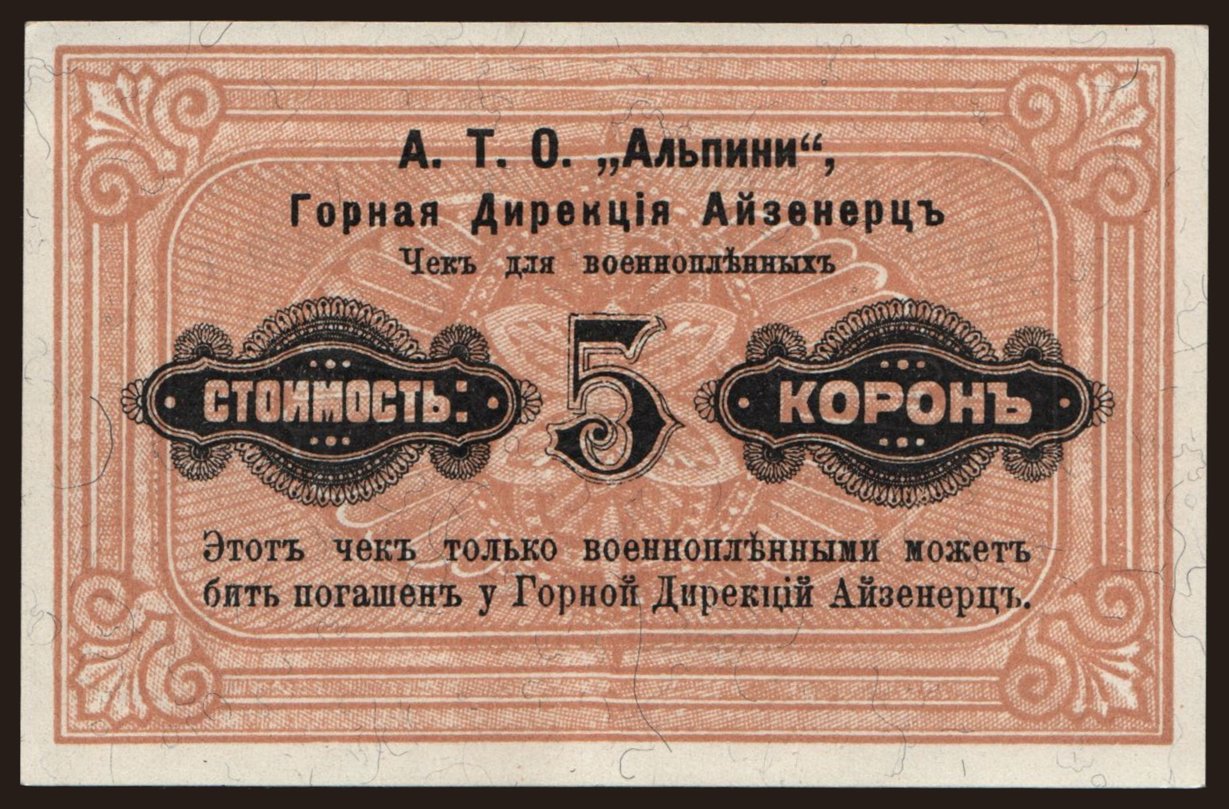 А. Т. О. „Альпини“,
Горная Дирекція Айзенерцъ
Чекъ для военноплѣнныхъ
СТОИМОСТЬ: 5 КОРОНЪ
Этотъ чекъ только военноплѣнными можетъ
бить погашенъ у Горной Дирекцій Айзенерцъ.